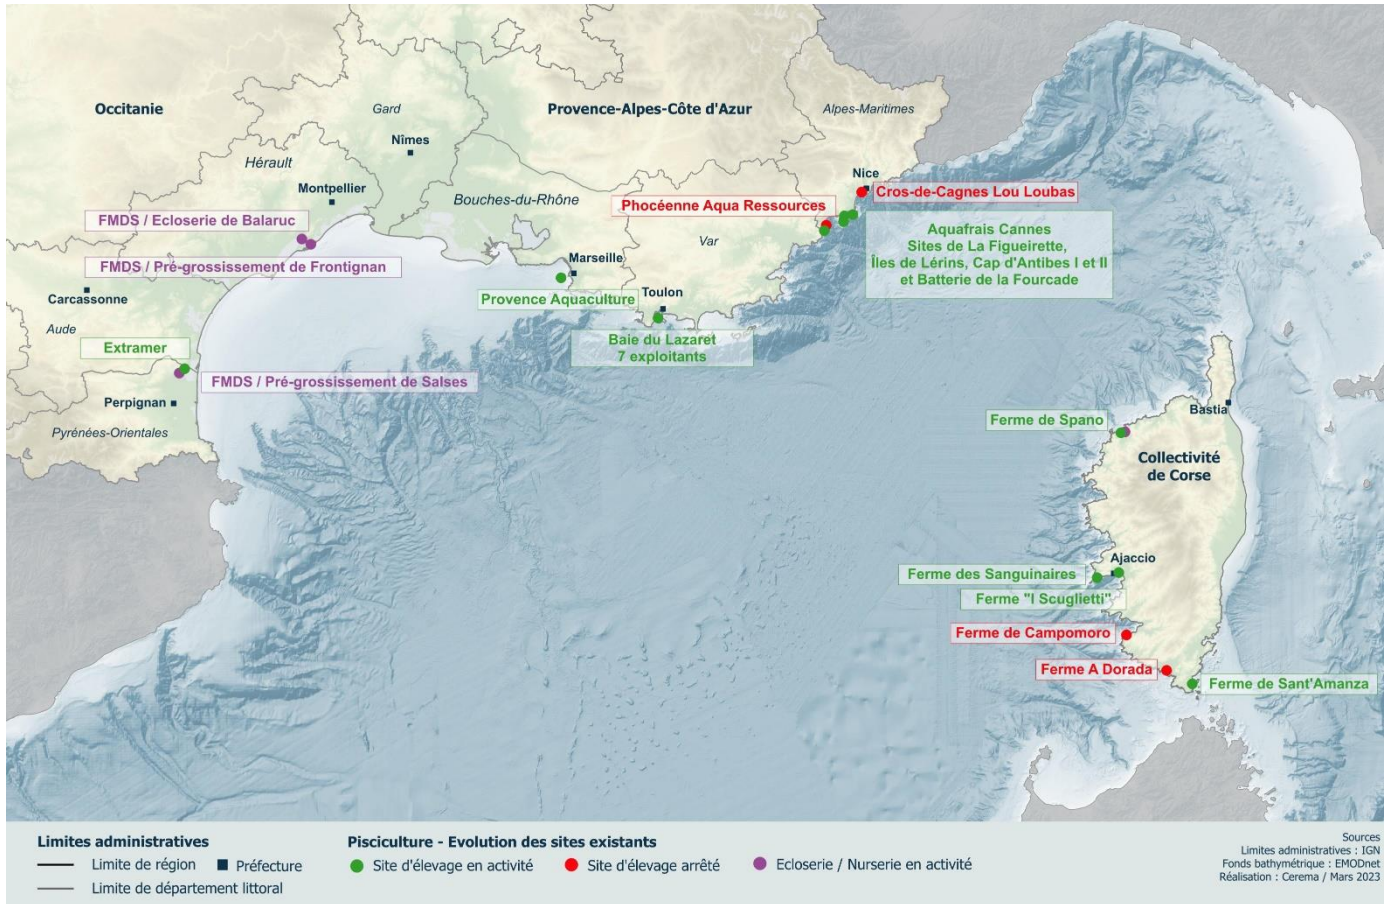 Occitanie
Gard
Provence-Alpes-Côte d'Azur
Alpes-Maritimes
Nîmes
Hérault
Montpellier
Nice
Cros-de-Cagnes Lou Loubas
Bouches-du-Rhône
Phocéenne Aqua Ressources
FMDS / Ecloserie de Balaruc
Var
Aquafrais Cannes
Sites de La Figueirette,
Îles de Lérins, Cap d'Antibes I et II
et Batterie de la Fourcade
FMDS / Pré-grossissement de Frontignan
Marseille
Carcassonne
Provence Aquaculture
Toulon
Aude
Extramer
Baie du Lazaret
7 exploitants
FMDS / Pré-grossissement de Salses
Perpignan
Pyrénées-Orientales
Bastia
Ferme de Spano
Collectivité
de Corse
Ajaccio
Ferme des Sanguinaires
Ferme "I Scuglietti"
Ferme de Campomoro
Ferme A Dorada
Ferme de Sant'Amanza
Limites administratives
Limite de région
Préfecture
Limite de département littoral
Pisciculture - Evolution des sites existants
Site d'élevage en activité
Site d'élevage arrêté
Ecloserie / Nurserie en activité
Sources
Limites administratives : IGN
Fonds bathymétrique : EMODnet
Réalisation : Cerema / Mars 2023